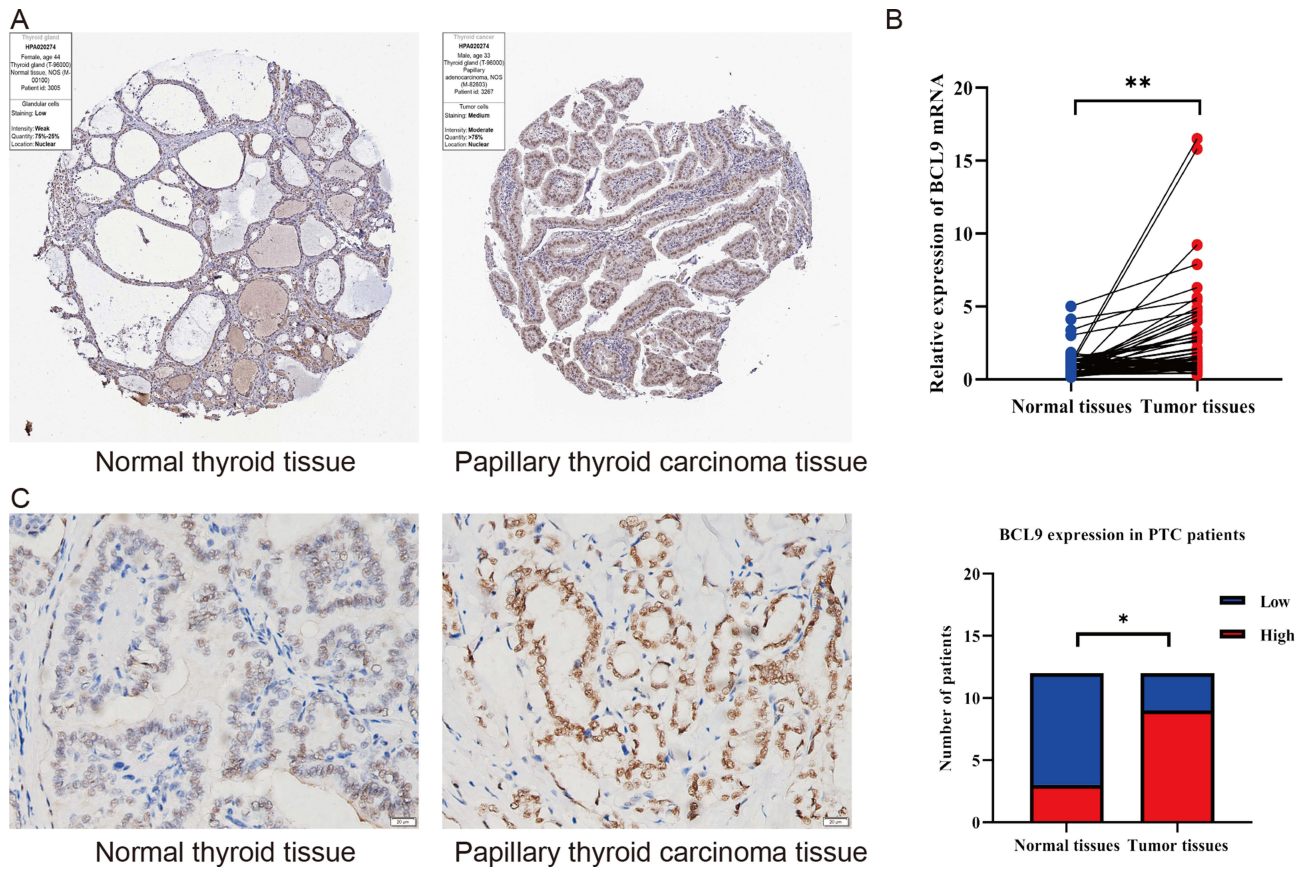 A
Thyroid gland
HPA020274
Female, age 44
Thyroid gland (T-96000)
Normal tissue, NOS (M-
00100)
Patient id: 3005
Glandular cells
Staining: Low
Intensity: Weak
Quantity: 75%-25%
Location: Nuclear
Thyroid cancer
HPA020274
Male, age 33
Thyroid gland (T-96000)
Papillary
adenocarcinoma, NOS
(M-82603)
Patient id: 3267
Tumor cells
Staining: Medium
Intensity: Moderate
Quantity: >75%
Location: Nuclear
Normal thyroid tissue
Papillary thyroid carcinoma tissue
B
Relative expression of BCL9 mRNA
20
15
10
5
0
**
Normal tissues
Tumor tissues
C
20 μm
20 μm
Normal thyroid tissue
Papillary thyroid carcinoma tissue
BCL9 expression in PTC patients
Number of patients
20
15
10
5
0
*
Low
High
Normal tissues
Tumor tissues